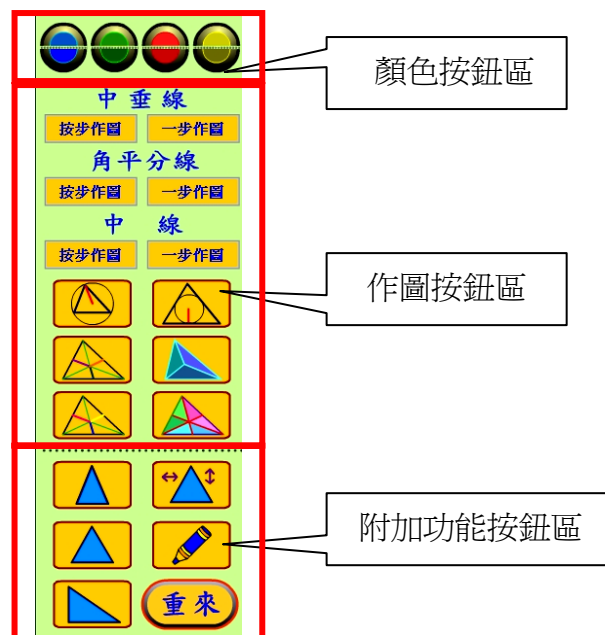 顏色按鈕區
中垂線
按步作圖 一步作圖
角平分線
按步作圖 一步作圖
中 線
按步作圖 一步作圖
作圖按鈕區
附加功能按鈕區
重來